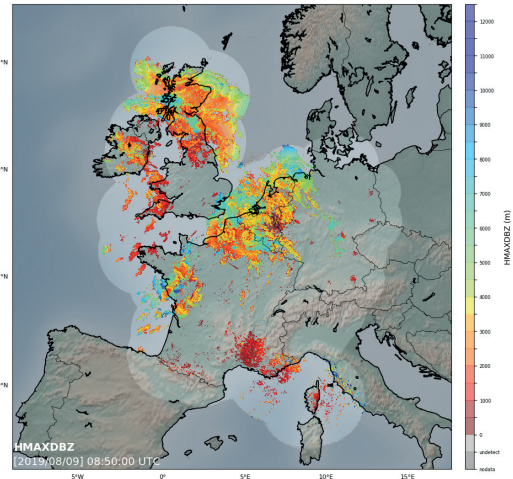 HMAXDBZ
[2019/08/09] 08:50:00 UTC
°N
°N
°N
°N
5°W
0°
5°E
10°E
15°E
12000
11000
10000
9000
8000
7000
6000
5000
4000
3000
2000
1000
0
undetect
nodata
HMAXDBZ (m)